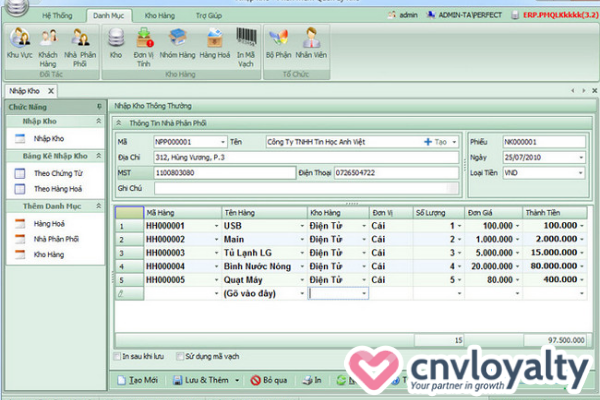 Hệ Thống Danh Mục Kho Hàng Trợ Giúp admin ADMIN-TA\PERFECT ERP.PMQLKkkkk(3.2)
Khu Vực Khách Hàng Nhà Phân Phối Kho Đơn Vị Tính Nhóm Hàng Hàng Hoá In Mã Vạch Bộ Phận Nhân Viên
Đối Tác Kho Hàng Tổ Chức
Nhập Kho
Chức Năng
Nhập Kho
Nhập Kho
Bảng Kê Nhập Kho
Theo Chứng Từ
Theo Hàng Hoá
Thêm Danh Mục
Hàng Hoá
Nhà Phân Phối
Kho Hàng
Nhập Kho Thông Thường
Thông Tin Nhà Phân Phối
Mã NPP000001 Tên Công Ty TNHH Tin Học Anh Việt Tạo Phiếu NK000001
Địa Chỉ 312, Hùng Vương, P.3 Ngày 25/07/2010
MST 1100803080 Điện Thoại 0726504722 Loại Tiền VND
Ghi Chú
Mã Hàng Tên Hàng Kho Hàng Đơn Vị Số Lượng Đơn Giá Thành Tiền
1 HH000001 USB Điện Tử Cái 1 100.000 100.000
2 HH000002 Main Điện Tử Cái 2 1.000.000 2.000.000
3 HH000003 Tủ Lạnh LG Điện Tử Cái 3 5.000.000 15.000.000
4 HH000004 Bình Nước Nóng Điện Tử Cái 4 20.000.000 80.000.000
5 HH000005 Quạt Máy Điện Tử Cái 5 80.000 400.000
(Gõ vào đây)
15 97.500.000
In sau khi lưu Sử dụng mã vạch
Tạo Mới Lưu & Thêm Bỏ qua In
cnvloyalty
Your partner in growth